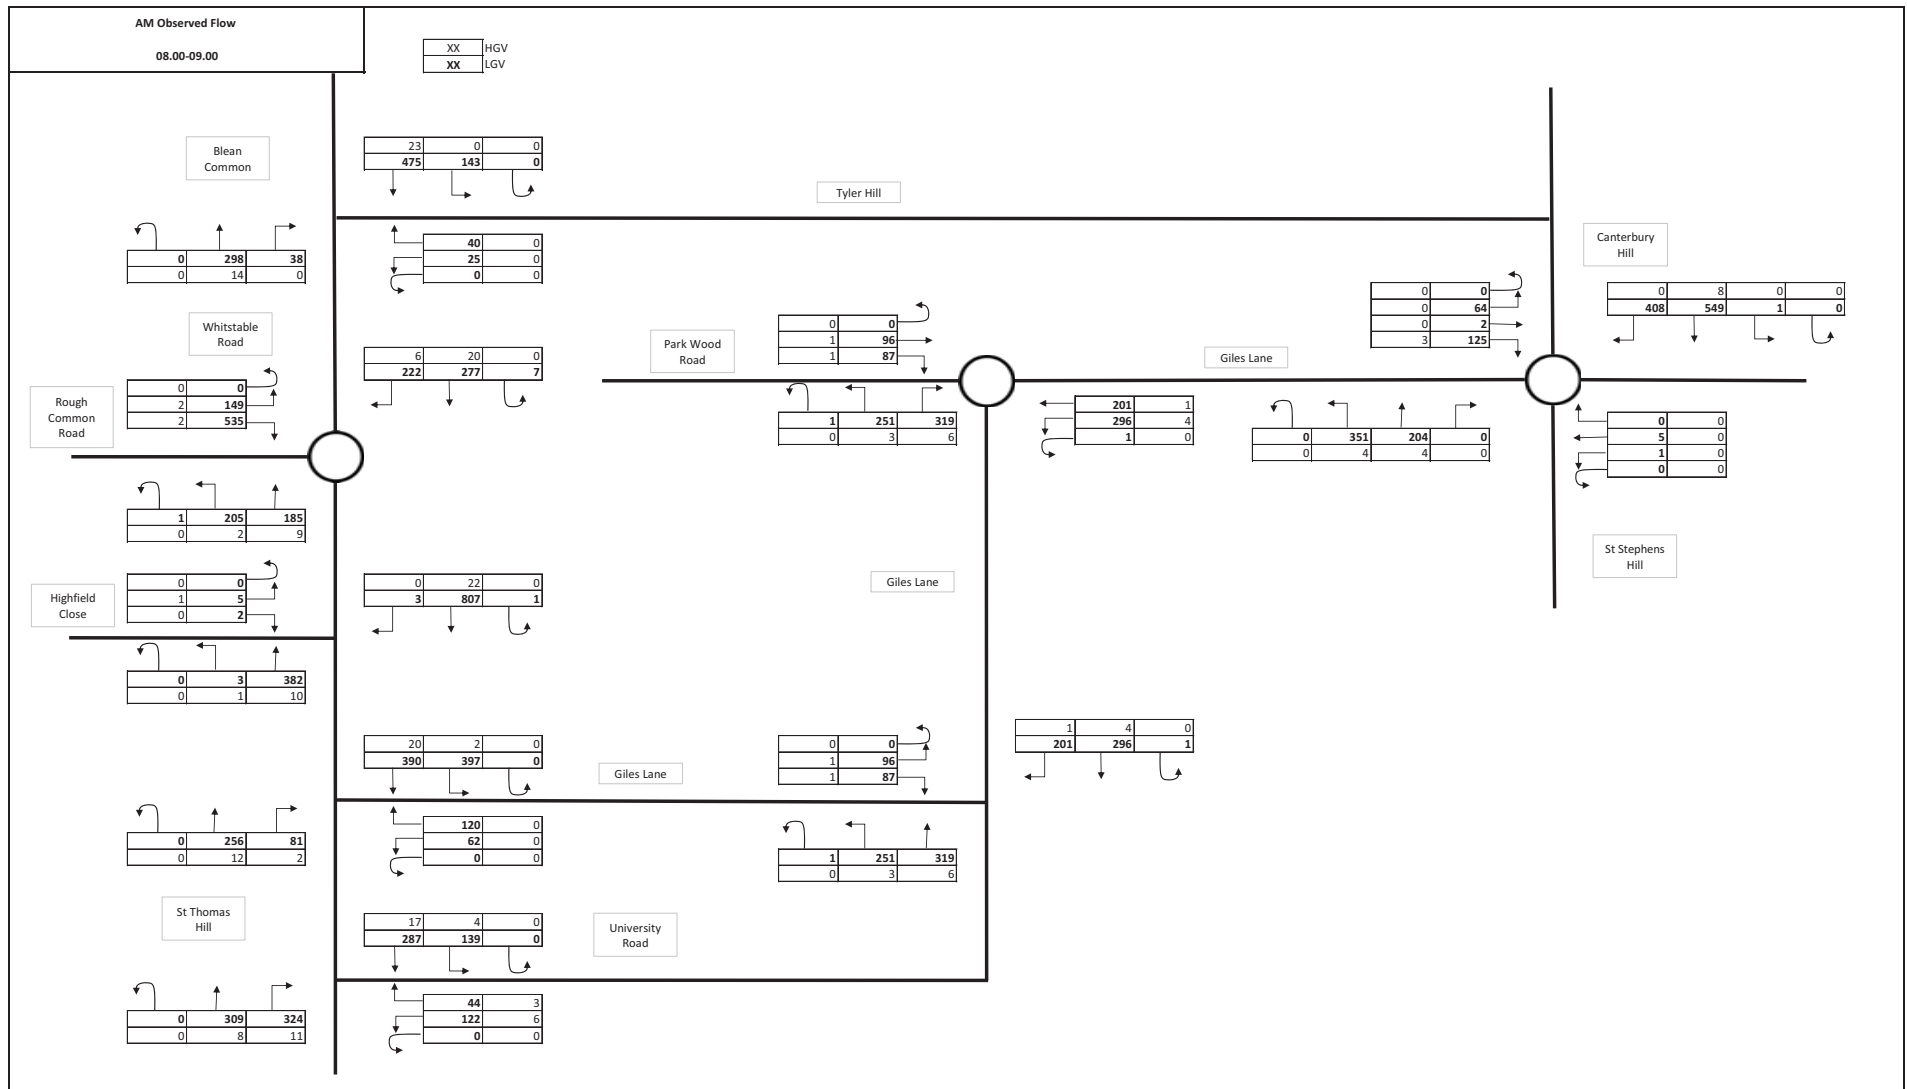 AM Observed Flow
08.00-09.00
XX HGV
XX LGV
Blean
Common
23 0 0
475 143 0
Tyler Hill
0 298 38
0 14 0
40 0
25 0
0 0
Canterbury
Hill
0 0
0 64
0 2
3 125
0 8 0 0
408 549 1 0
Whitstable
Road
0 0
1 96
1 87
Park Wood
Road
Giles Lane
6 20 0
222 277 7
Rough
Common
Road
0 0
2 149
2 535
1 251 319
0 3 6
201 1
296 4
1 0
0 351 204 0
0 4 4 0
0 0
5 0
1 0
0 0
1 205 185
0 2 9
St Stephens
Hill
Highfield
Close
0 0
1 5
0 2
0 22 0
3 807 1
Giles Lane
0 3 382
0 1 10
20 2 0
390 397 0
Giles Lane
0 0
1 96
1 87
1 4 0
201 296 1
0 256 81
0 12 2
120 0
62 0
0 0
1 251 319
0 3 6
St Thomas
Hill
17 4 0
287 139 0
University
Road
0 309 324
0 8 11
44 3
122 6
0 0